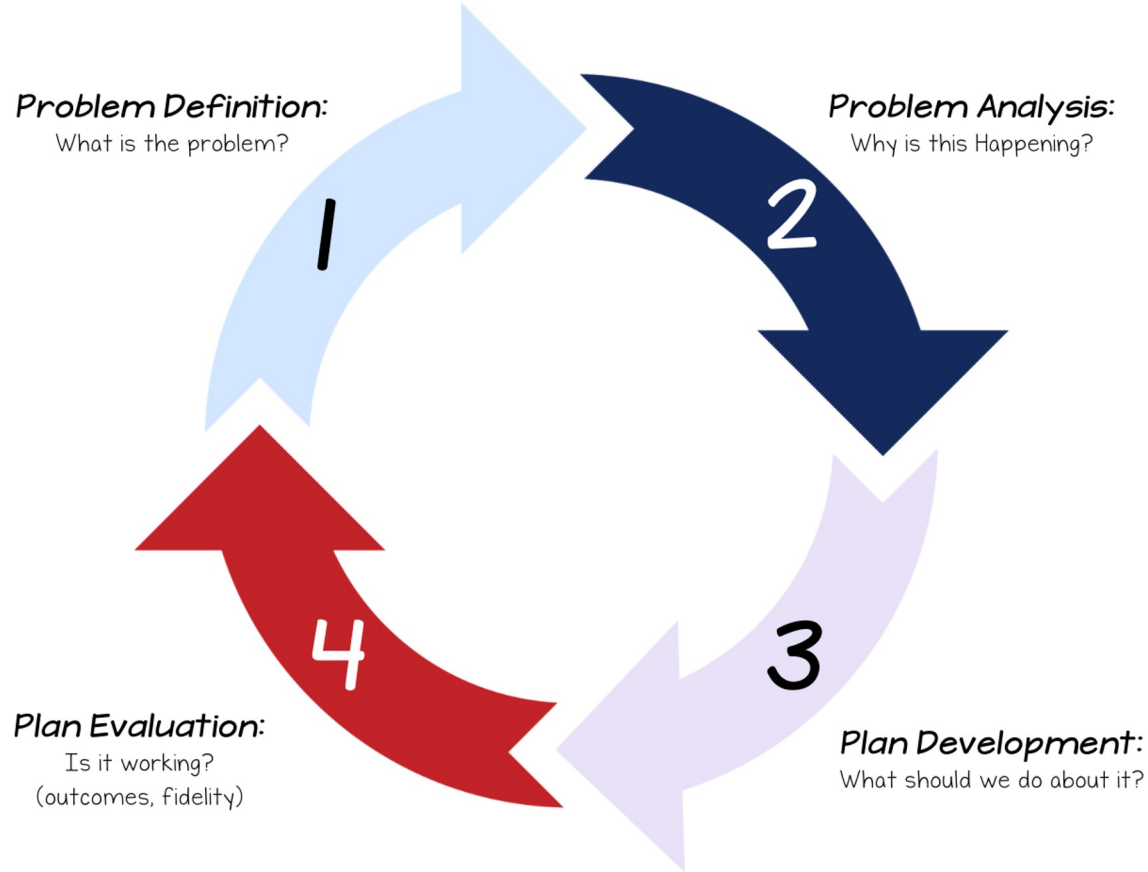 Problem Definition:
What is the problem?
1
Problem Analysis:
Why is this Happening?
2
Plan Development:
What should we do about it?
3
Plan Evaluation:
Is it working?
(outcomes, fidelity)
4